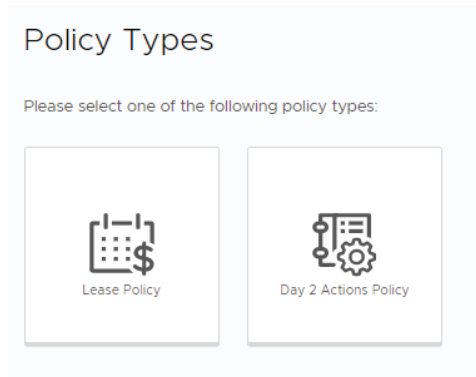 Policy Types
Please select one of the following policy types:
Lease Policy
Day 2 Actions Policy